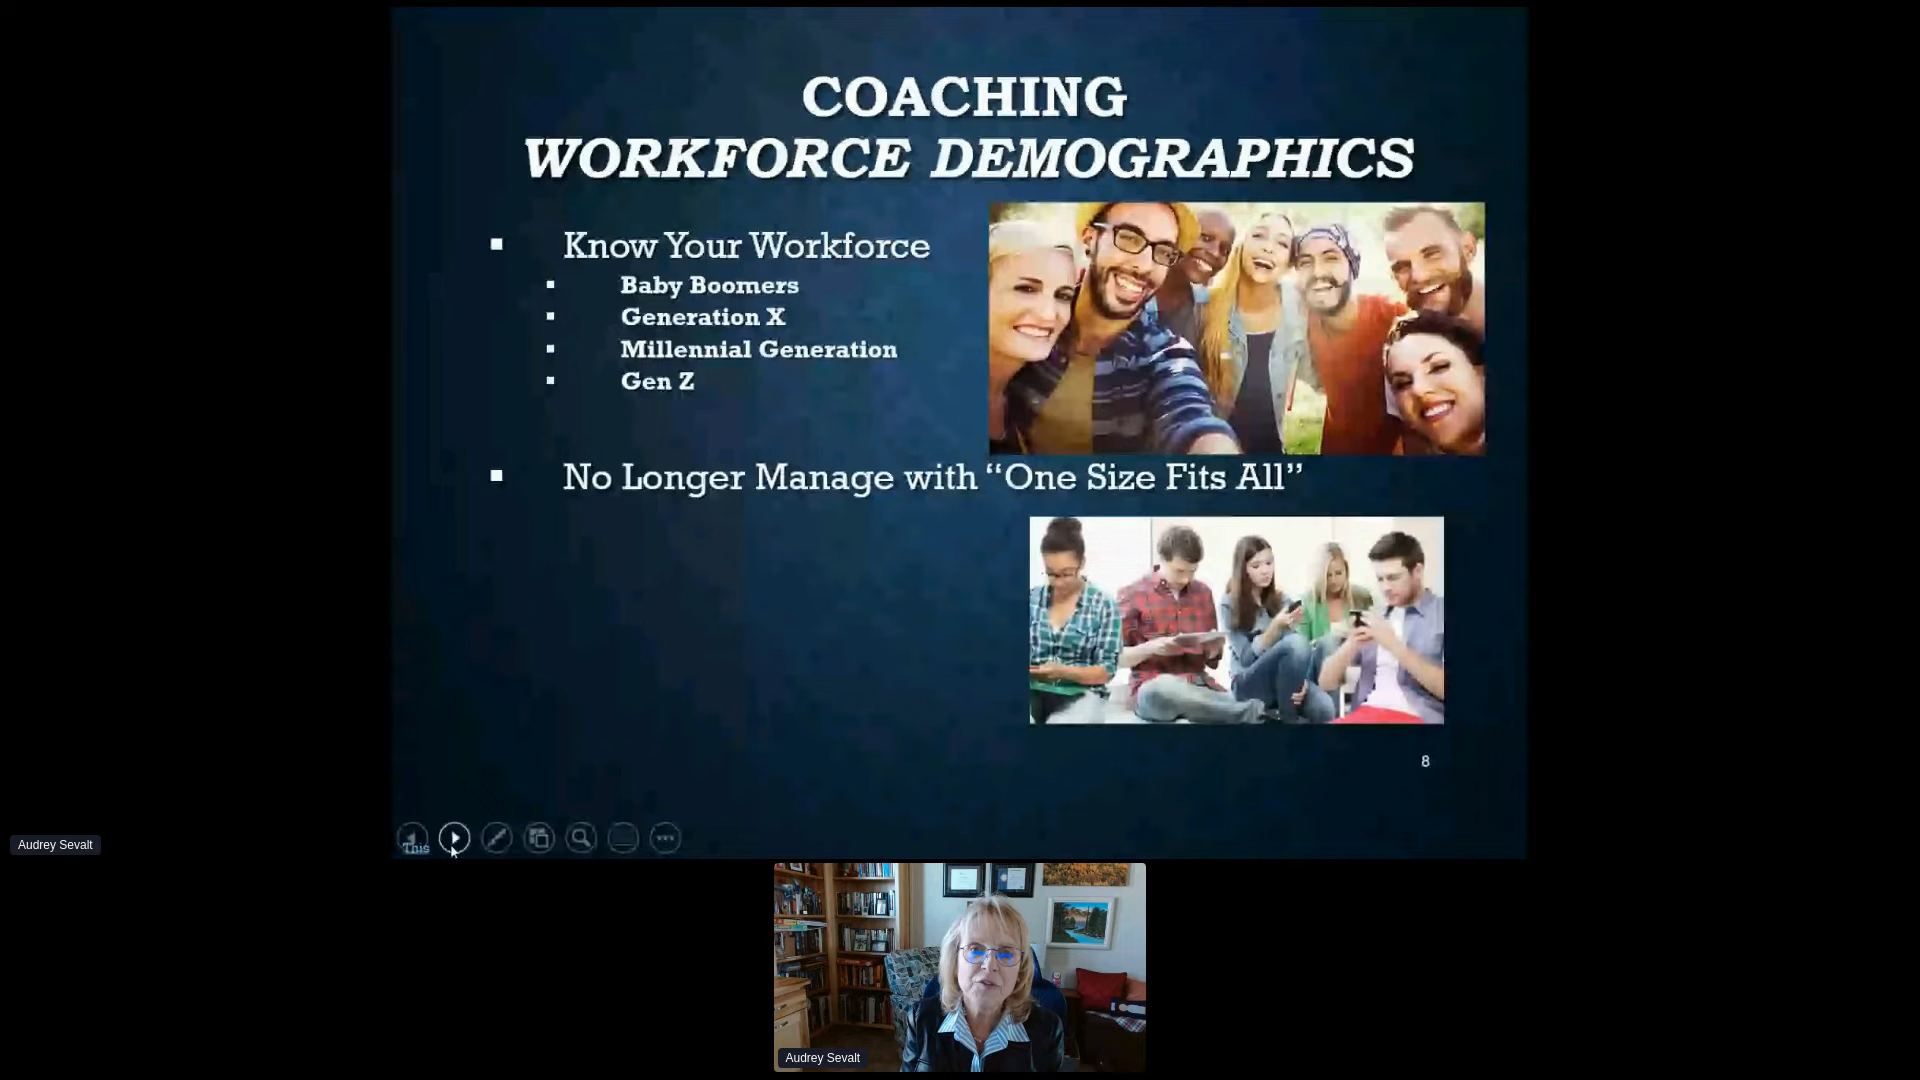 COACHING
WORKFORCE DEMOGRAPHICS
Know Your Workforce
Baby Boomers
Generation X
Millennial Generation
Gen Z
No Longer Manage with “One Size Fits All”
8
This
Audrey Sevalt
Audrey Sevalt